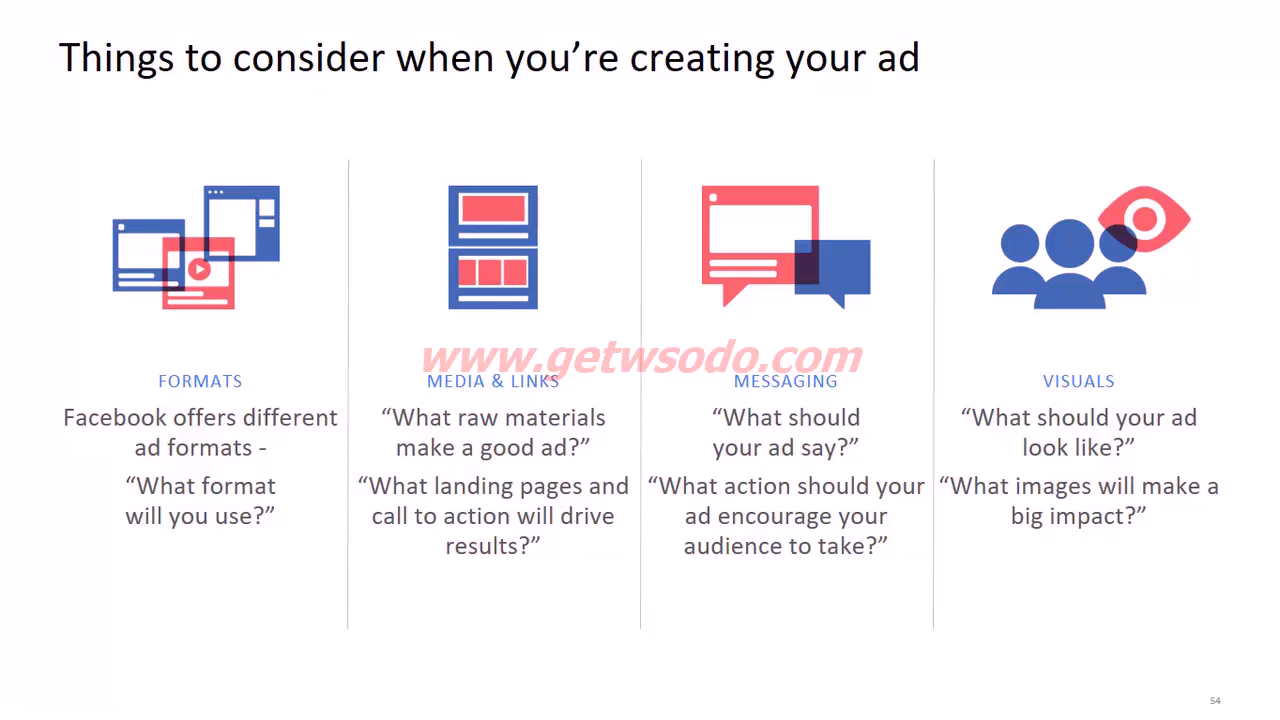 Things to consider when you’re creating your ad
www.getwsodo.com
FORMATS
Facebook offers different
ad formats -
“What format
will you use?”
MEDIA & LINKS
“What raw materials
make a good ad?”
“What landing pages and
call to action will drive
results?”
MESSAGING
“What should
your ad say?”
“What action should your
ad encourage your
audience to take?”
VISUALS
“What should your ad
look like?”
“What images will make a
big impact?”
54